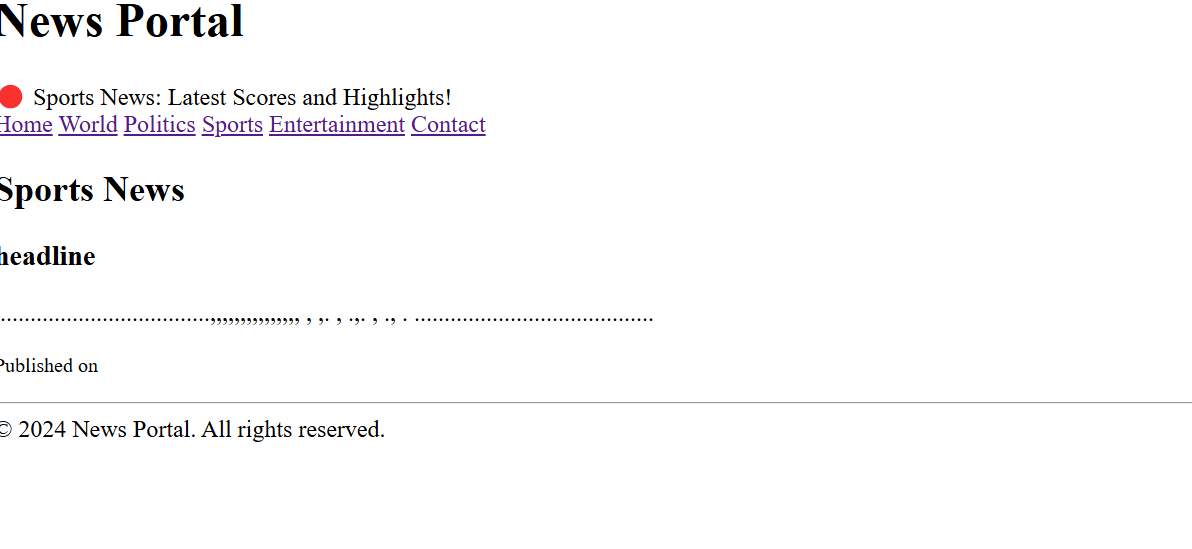 News Portal
Sports News: Latest Scores and Highlights!
Home World Politics Sports Entertainment Contact
Sports News
headline
...................................,,,,,,,,,,,,,,, , ,. , .,. , ., . ........................................
Published on
© 2024 News Portal. All rights reserved.